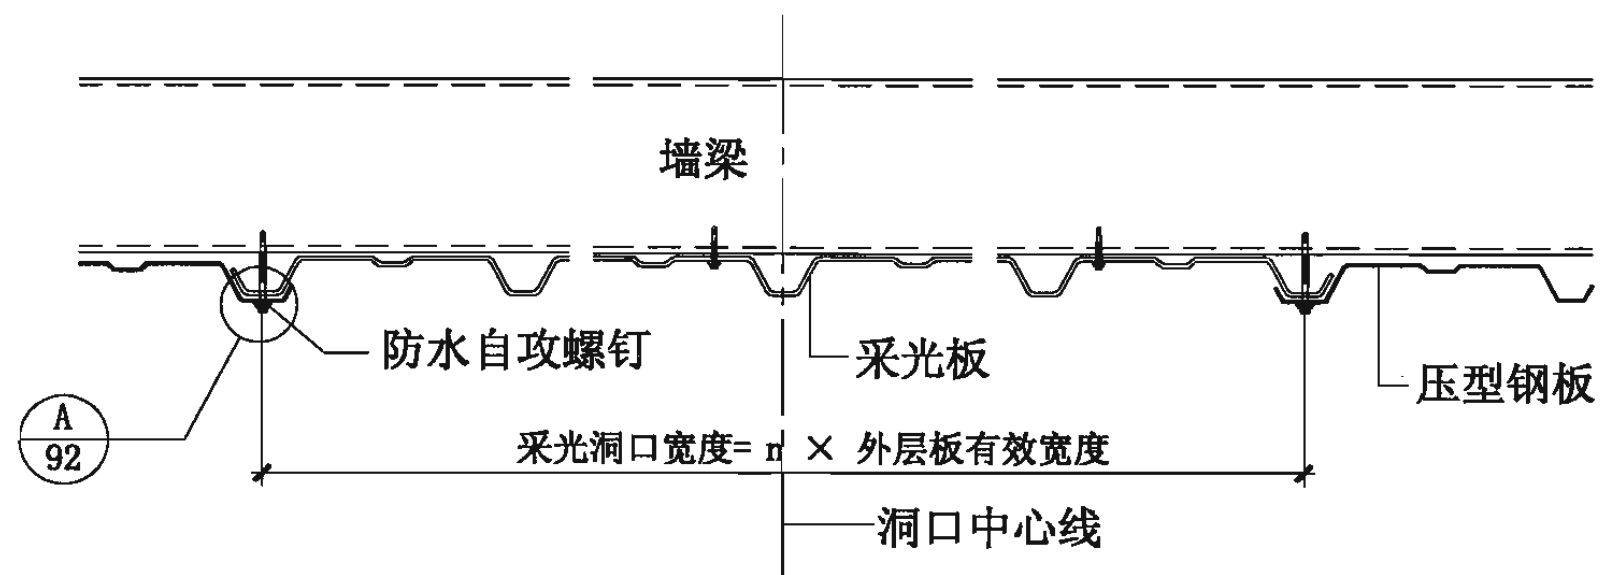 墙梁
防水自攻螺钉
采光板
压型钢板
A
92
采光洞口宽度= n × 外层板有效宽度
洞口中心线